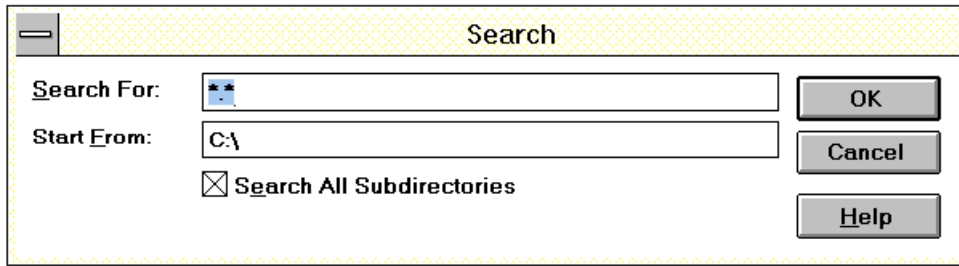 Search
Search For: *.*
OK
Start From: C:\
Cancel
Search All Subdirectories
Help